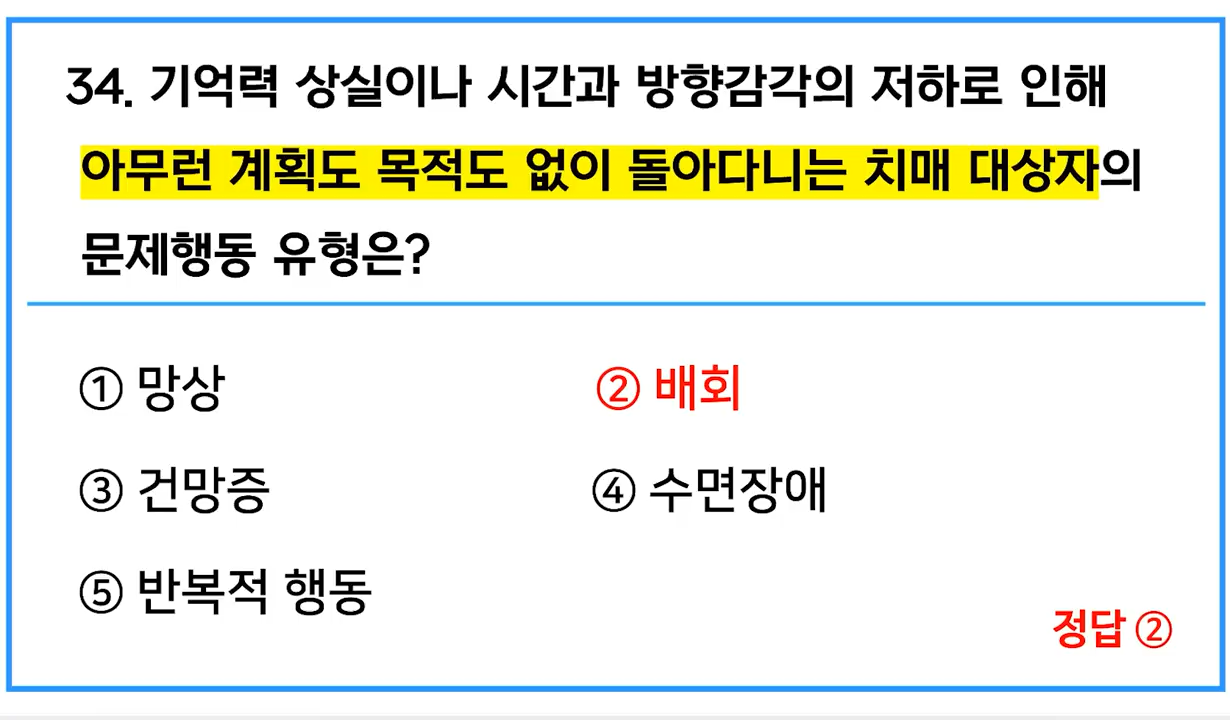 34. 기억력 상실이나 시간과 방향감각의 저하로 인해
아무런 계획도 목적도 없이 돌아다니는 치매 대상자의
문제행동 유형은?
① 망상
② 배회
③ 건망증
④ 수면장애
⑤ 반복적 행동
정답 ②